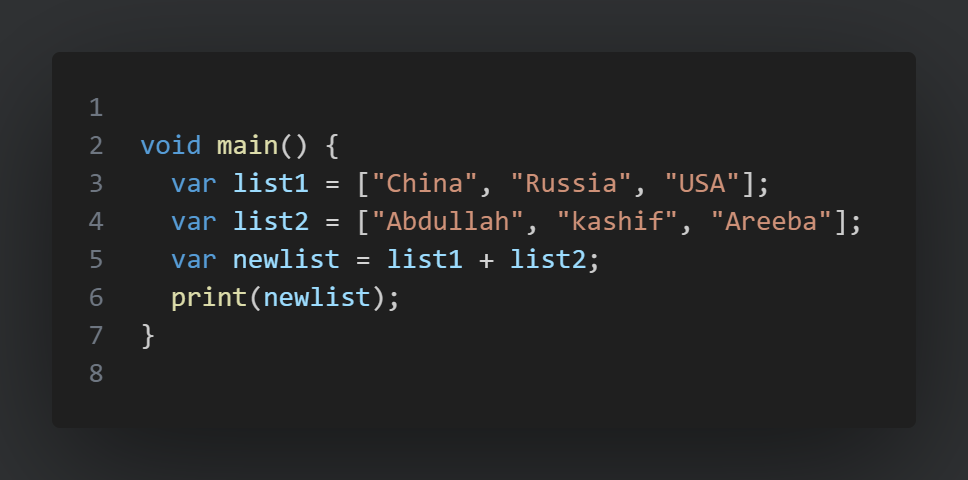 1
2 void main() {
3   var list1 = ["China", "Russia", "USA"];
4   var list2 = ["Abdullah", "kashif", "Areeba"];
5   var newlist = list1 + list2;
6   print(newlist);
7 }
8